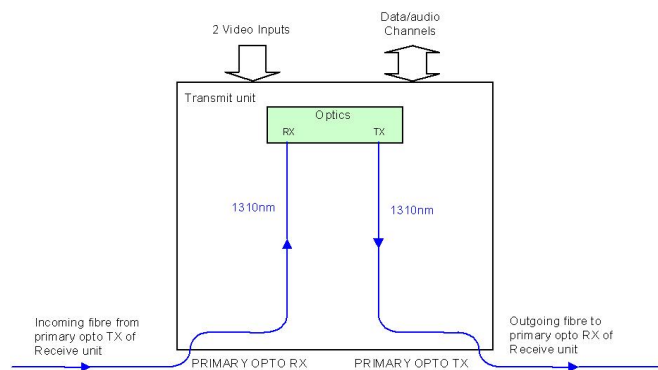 2 Video Inputs
Data/audio
Channels
Transmit unit
Optics
RX
TX
1310nm
1310nm
Incoming fibre from
primary opto TX of
Receive unit
Outgoing fibre to
primary opto RX of
Receive unit
PRIMARY OPTO RX
PRIMARY OPTO TX